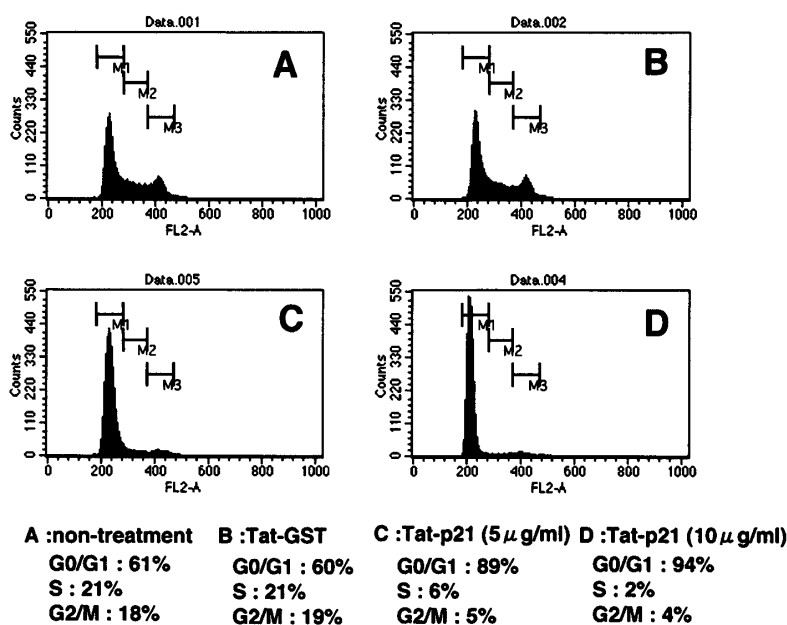 Data.001
Data.002
550
440
330
220
110
0
Counts
A
M1
M2
M3
0 200 400 600 800 1000
FL2-A
550
440
330
220
110
0
Counts
B
M1
M2
M3
0 200 400 600 800 1000
FL2-A
Data.005
Data.004
550
440
330
220
110
0
Counts
C
M1
M2
M3
0 200 400 600 800 1000
FL2-A
550
440
330
220
110
0
Counts
D
M1
M2
M3
0 200 400 600 800 1000
FL2-A
A :non-treatment
G0/G1 : 61%
S : 21%
G2/M : 18%
B :Tat-GST
G0/G1 : 60%
S : 21%
G2/M : 19%
C :Tat-p21 (5μg/ml)
G0/G1 : 89%
S : 6%
G2/M : 5%
D :Tat-p21 (10μg/ml)
G0/G1 : 94%
S : 2%
G2/M : 4%